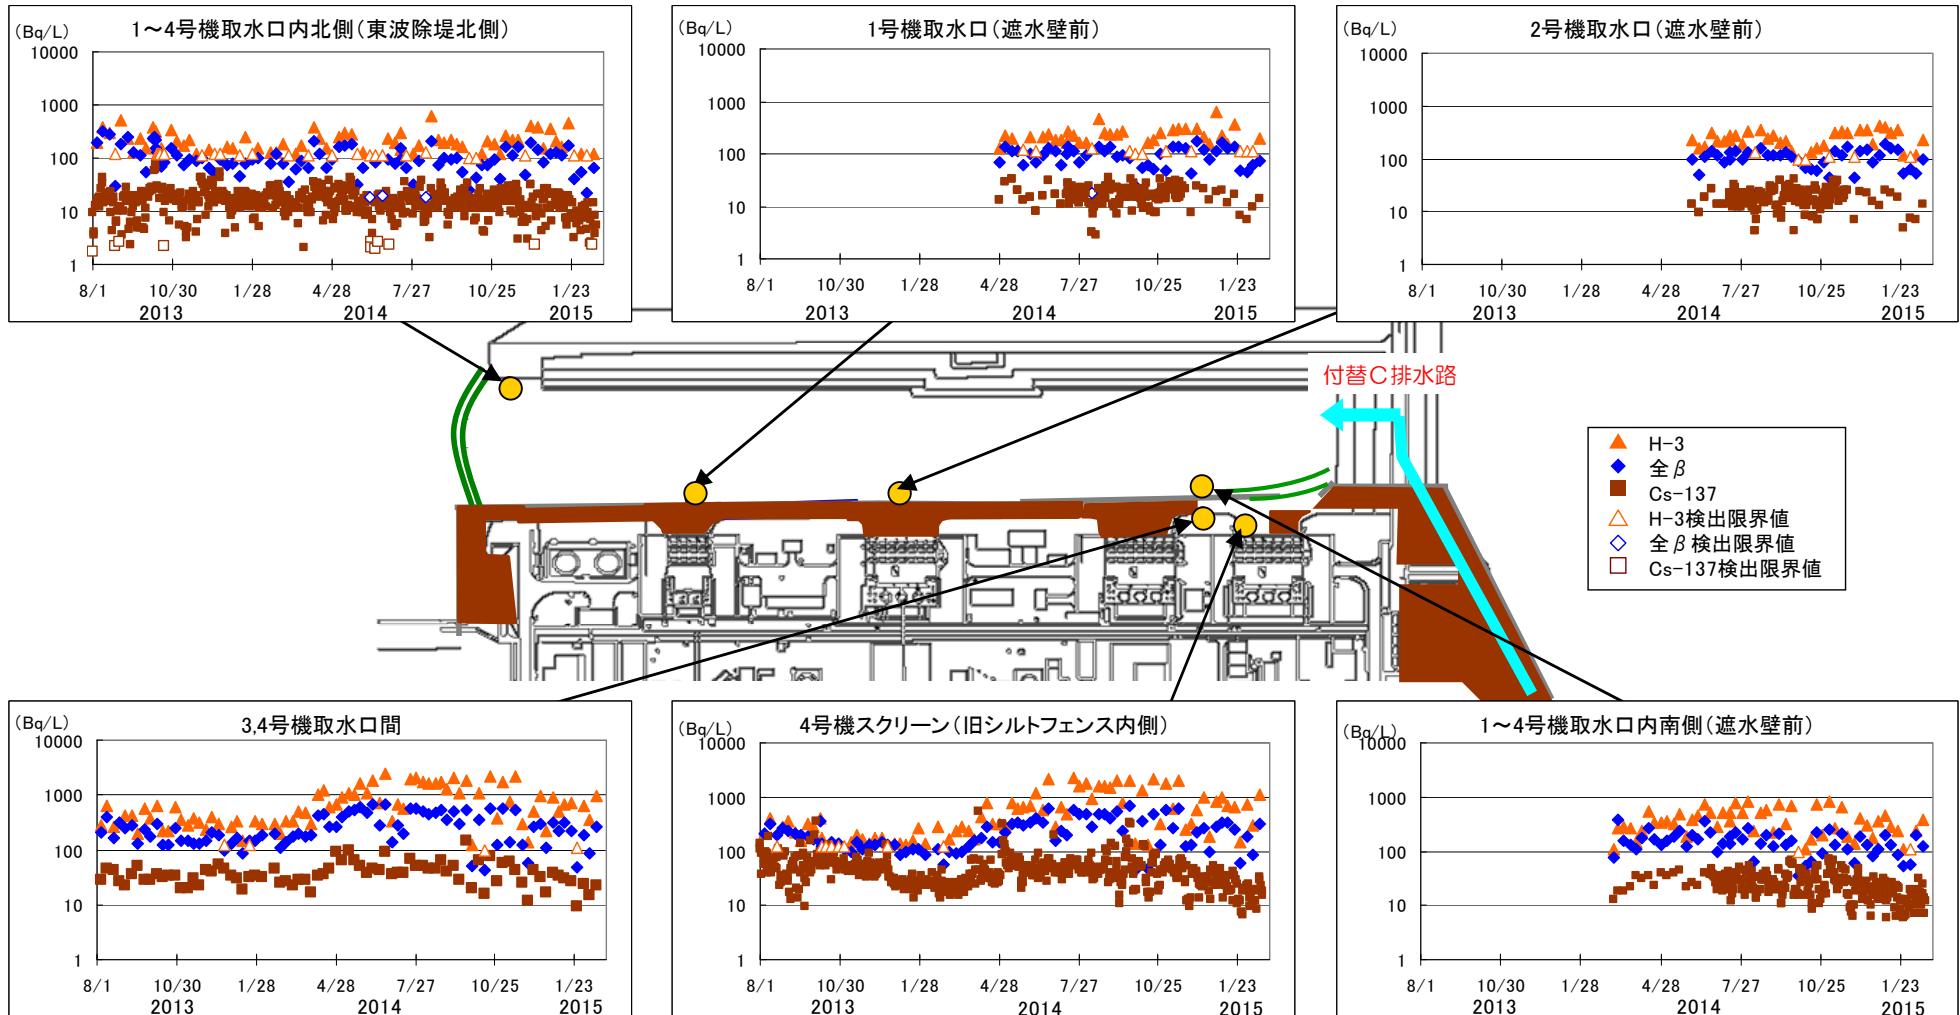 1～4号機取水口内北側（東波除堤北側）
(Bq/L)
10000
1000
100
10
1
8/1 10/30 1/28 4/28 7/27 10/25 1/23
2013 2014 2015
1号機取水口（遮水壁前）
(Bq/L)
10000
1000
100
10
1
8/1 10/30 1/28 4/28 7/27 10/25 1/23
2013 2014 2015
2号機取水口（遮水壁前）
(Bq/L)
10000
1000
100
10
1
8/1 10/30 1/28 4/28 7/27 10/25 1/23
2013 2014 2015
付替C排水路
H-3
全β
Cs-137
H-3検出限界値
全β検出限界値
Cs-137検出限界値
3,4号機取水口間
(Bq/L)
10000
1000
100
10
1
8/1 10/30 1/28 4/28 7/27 10/25 1/23
2013 2014 2015
4号機スクリーン（旧シルトフェンス内側）
(Bq/L)
10000
1000
100
10
1
8/1 10/30 1/28 4/28 7/27 10/25 1/23
2013 2014 2015
1～4号機取水口内南側（遮水壁前）
(Bq/L)
10000
1000
100
10
1
8/1 10/30 1/28 4/28 7/27 10/25 1/23
2013 2014 2015